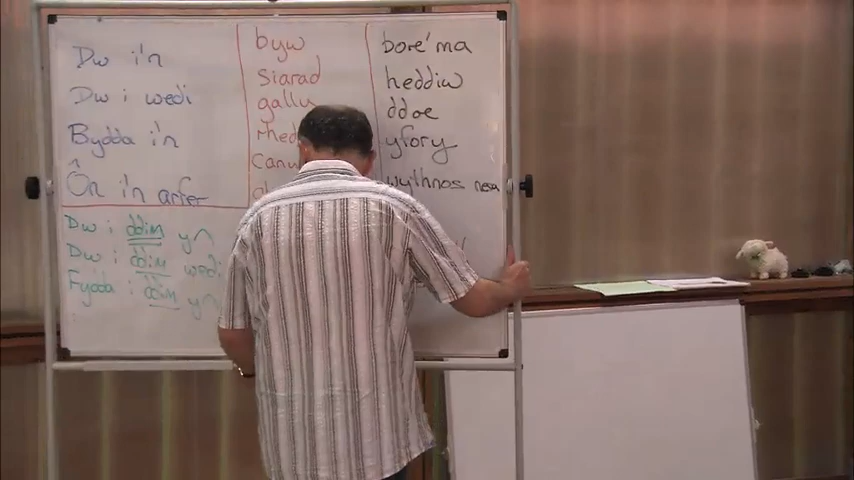 Dw i'n
Dw i wedi
Bydda i'n
Ôn i'n arfer
Dw i ddim yn
Dw i ddim wedi
Fydda i ddim yn
byw
siarad
gallu
bore'ma
heddiw
ddoe
yfory
wythnos nesa